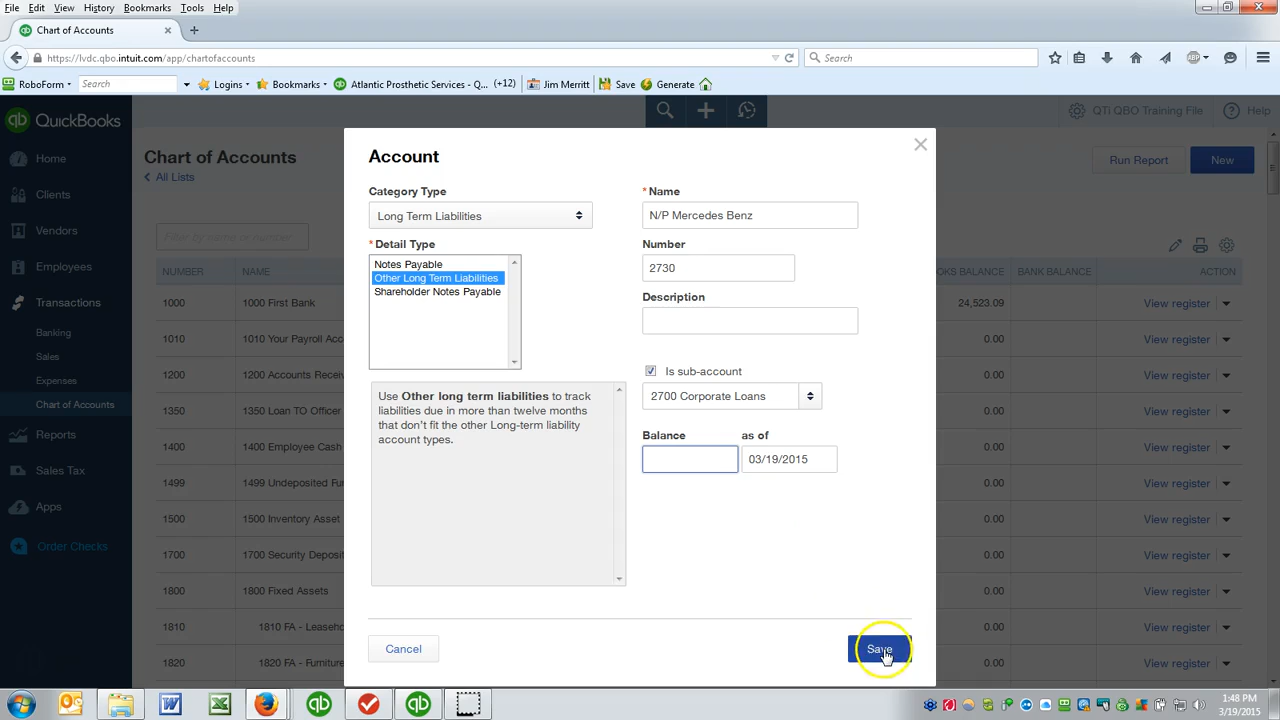 File Edit View History Bookmarks Tools Help
Chart of Accounts
https://lvdc.qbo.intuit.com/app/chartofaccounts
Search
RoboForm Search Logins Bookmarks Atlantic Prosthetic Services - Q... (+12) Jim Merritt Save Generate
QuickBooks
QTi QBO Training File Help
Home
Clients
Vendors
Employees
Transactions
Banking
Sales
Expenses
Chart of Accounts
Reports
Sales Tax
Apps
Order Checks
Chart of Accounts
All Lists
Run Report New
Filter by name or number
NUMBER NAME BALANCE BANK BALANCE ACTION
1000 1000 First Bank 24,523.09 View register
1010 1010 Your Payroll 0.00 View register
1200 1200 Accounts 0.00 View register
1350 1350 Loan TO Officer 0.00 View register
1400 1400 Employee Cash 0.00 View register
1499 1499 Undeposited 0.00 View register
1500 1500 Inventory Asset 0.00 View register
1700 1700 Security 0.00 View register
1800 1800 Fixed Assets 0.00 View register
1810 1810 FA - 0.00 View register
1820 1820 FA - 0.00 View register
Account
Category Type
Long Term Liabilities
* Detail Type
Notes Payable
Other Long Term Liabilities
Shareholder Notes Payable
Use Other long term liabilities to track
liabilities due in more than twelve months
that don't fit the other Long-term liability
account types.
* Name
N/P Mercedes Benz
Number
2730
Description
Is sub-account
2700 Corporate Loans
Balance as of
03/19/2015
Cancel Save
1:48 PM
3/19/2015